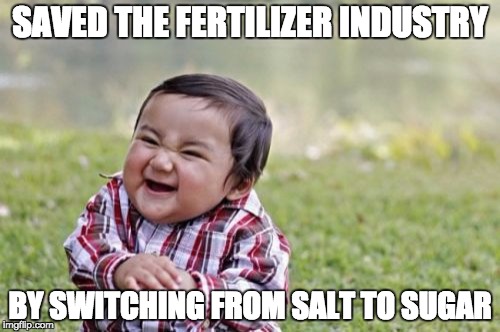 SAVED THE FERTILIZER INDUSTRY
BY SWITCHING FROM SALT TO SUGAR
imgflip.com